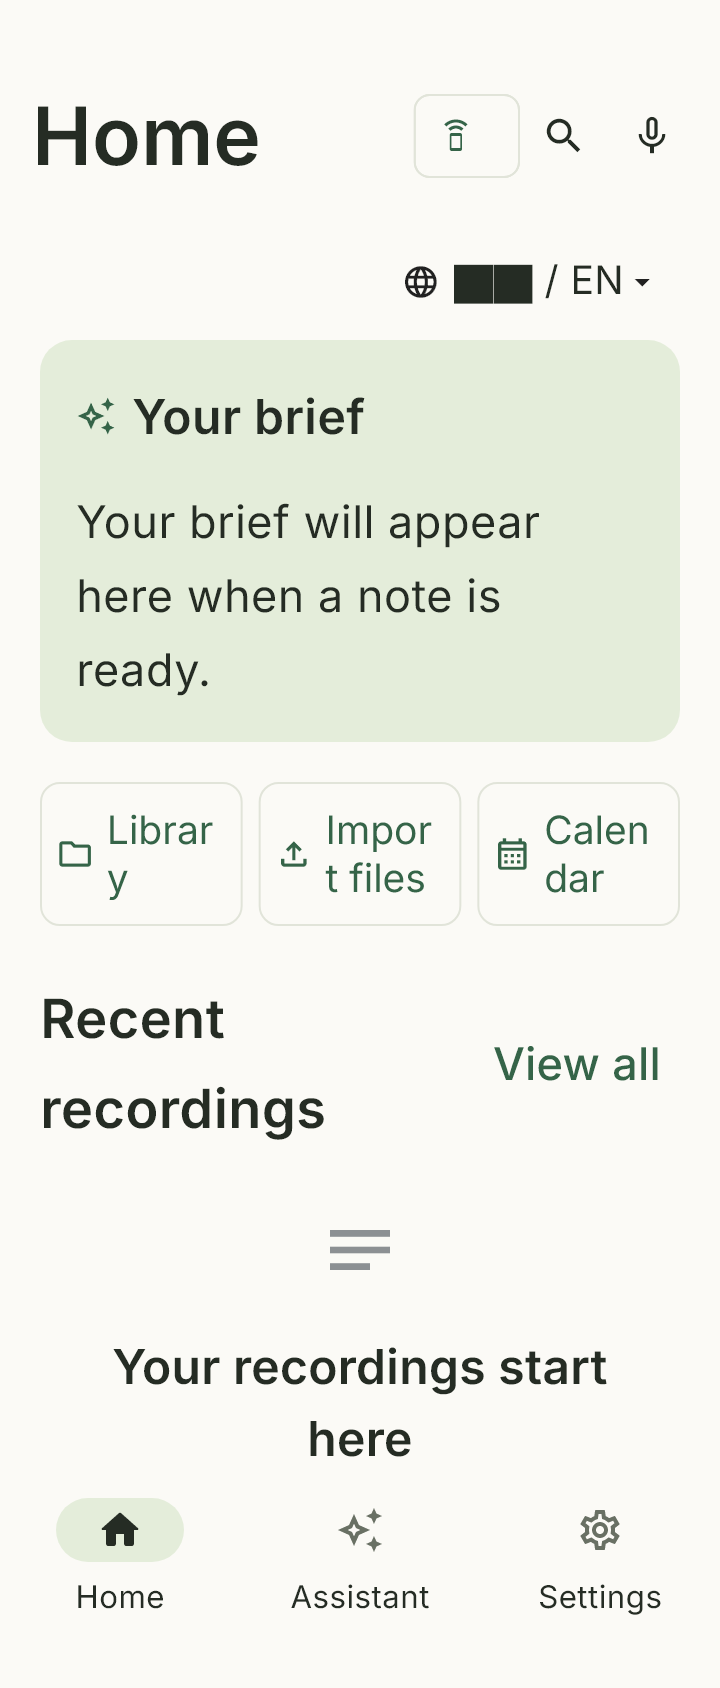 Home
/ EN
Your brief
Your brief will appear
here when a note is
ready.
Librar
y
Impor
t files
Calen
dar
Recent
recordings
View all
Your recordings start
here
Home
Assistant
Settings